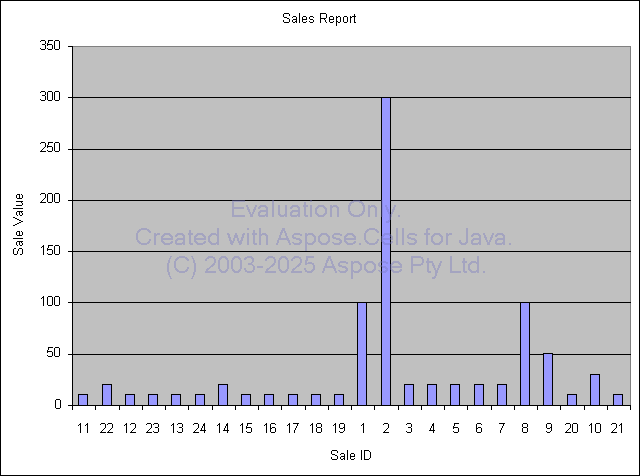 Sales Report
350
300
250
200
150
100
50
0
Sale Value
Evaluation Only.
Created with Aspose.Cells for Java.
(C) 2003-2025 Aspose Pty Ltd.
11 22 12 23 13 24 14 15 16 17 18 19 1 2 3 4 5 6 7 8 9 20 10 21
Sale ID